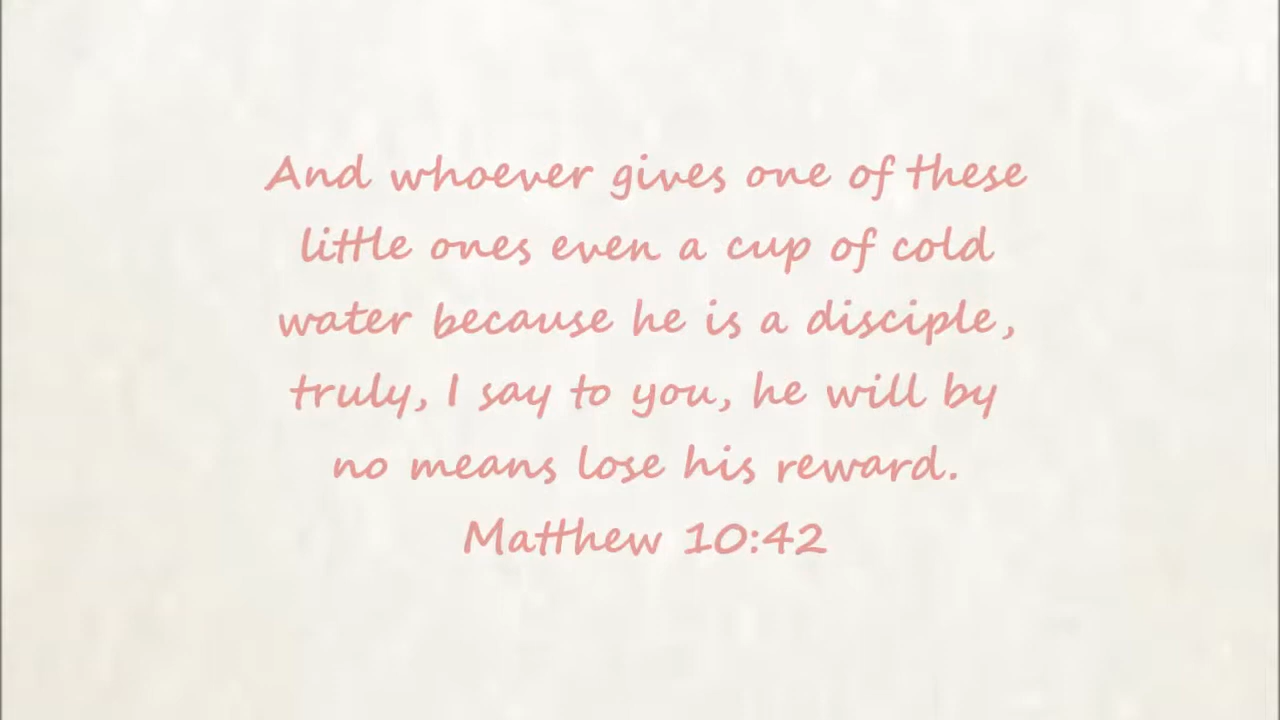 And whoever gives one of these
little ones even a cup of cold
water because he is a disciple,
truly, I say to you, he will by
no means lose his reward.
Matthew 10:42